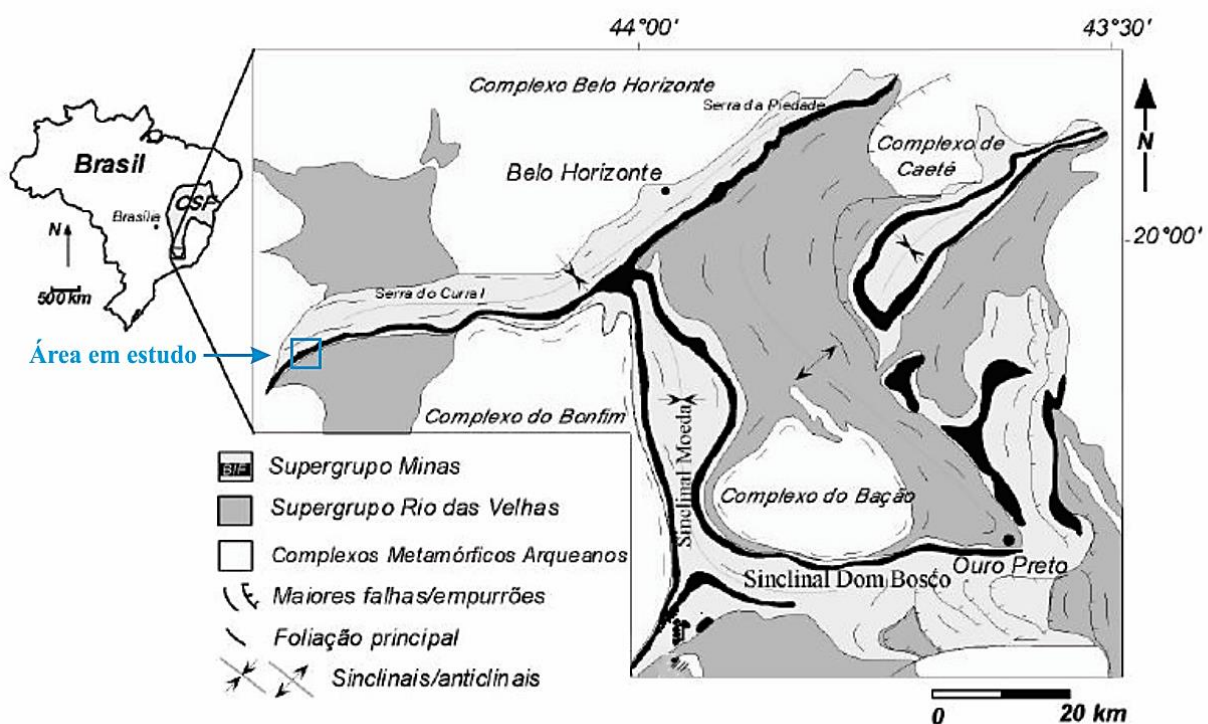 44°00'
43°30'
Complexo Belo Horizonte
Serra da Piedade
N
Brasil
Complexo de
Caeté
Belo Horizonte
CSF
Brasília
N
20°00'
500 km
Serra do Curral
Área em estudo
Complexo do Bonfim
Sinclinal Moeda
BIF
Supergrupo Minas
Supergrupo Rio das Velhas
Complexo do Bação
Complexos Metamórficos Arqueanos
Ouro Preto
Sinclinal Dom Bosco
Maiores falhas/empurrões
Foliação principal
Sinclinais/anticlinais
0
20 km